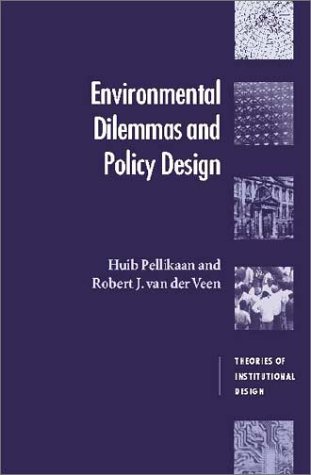 Environmental
Dilemmas and
Policy Design
Huib Pellikaan and
Robert J. van der Veen
THEORIES OF
INSTITUTIONAL
DESIGN